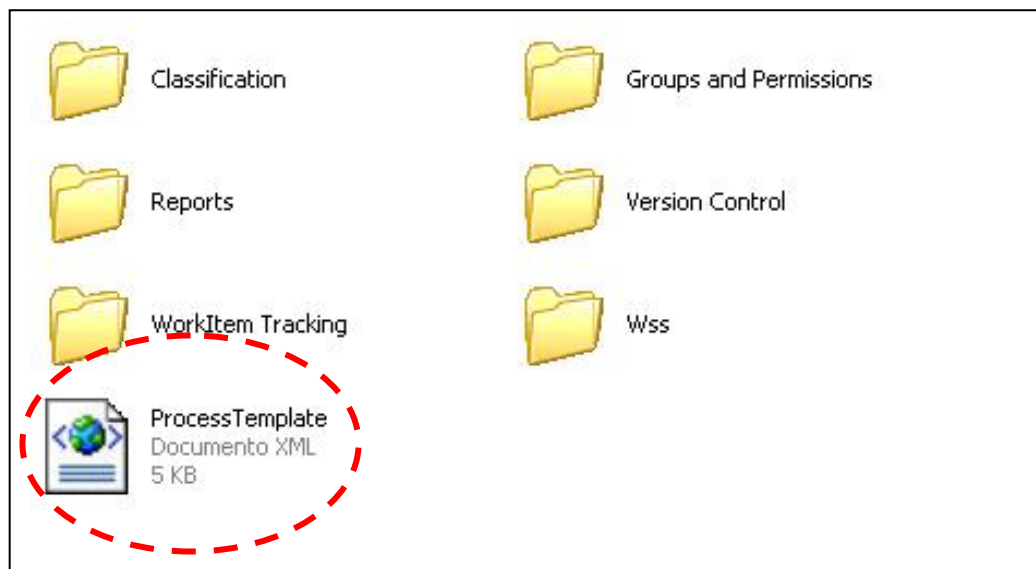 Classification
Groups and Permissions
Reports
Version Control
WorkItem Tracking
Wss
ProcessTemplate
Documento XML
5 KB